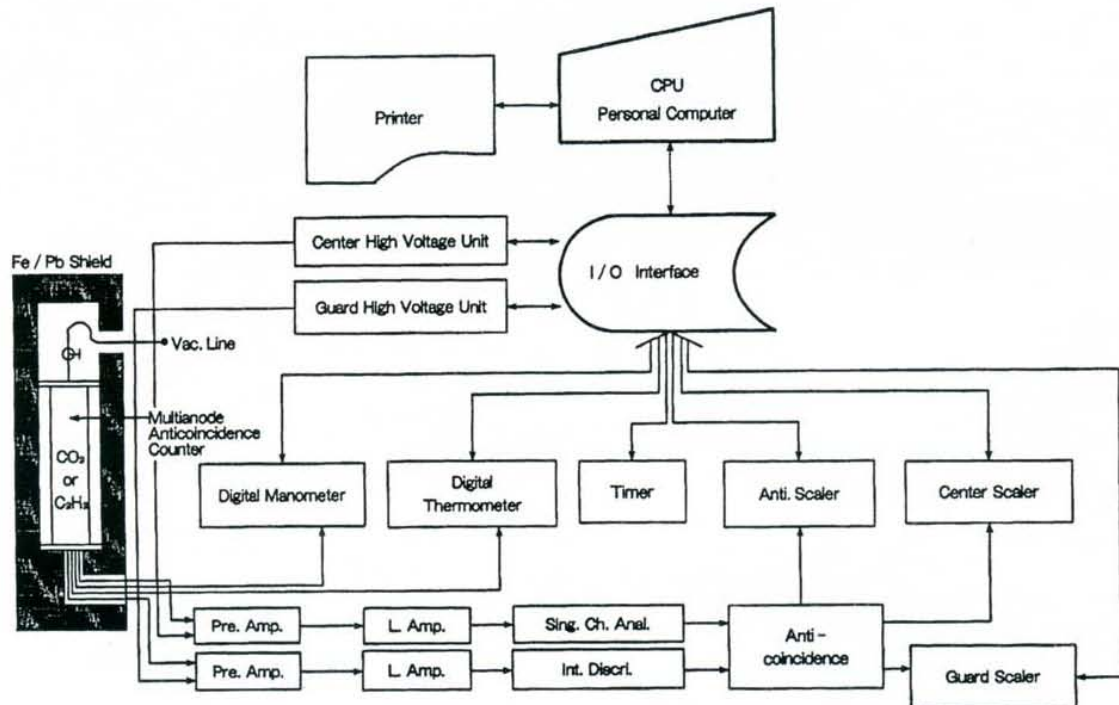 CPU
Personal Computer
Printer
Center High Voltage Unit
I / O Interface
Fe / Pb Shield
Guard High Voltage Unit
Vac. Line
Multianode
Anticoincidence
Counter
CO₂
or
C₂H₂
Digital Manometer
Digital
Thermometer
Timer
Anti. Scaler
Center Scaler
Pre. Amp.
L. Amp.
Sing. Ch. Anal.
Anti -
coincidence
Pre. Amp.
L. Amp.
Int. Discri.
Guard Scaler